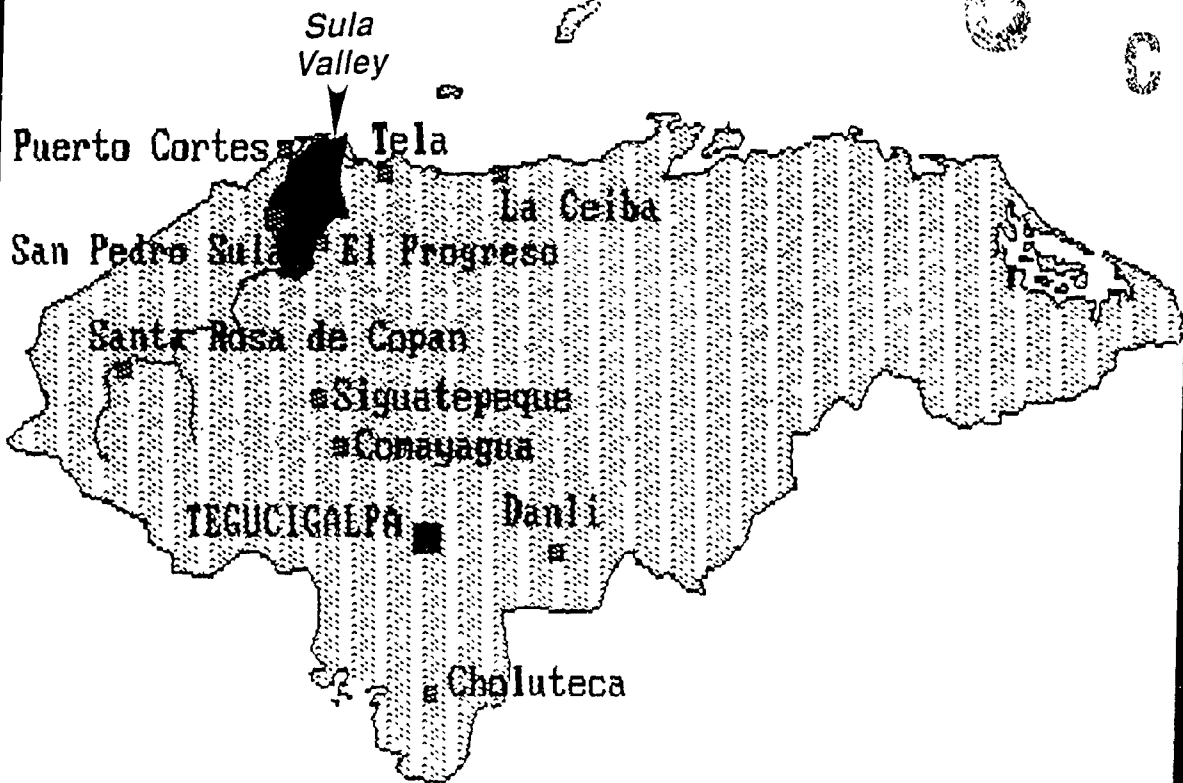 Sula
Valley
Puerto Cortes
Tela
La Ceiba
San Pedro Sula
El Progreso
Santa Rosa de Copan
Siguatepeque
Comayagua
TEGUCIGALPA
Danli
Choluteca